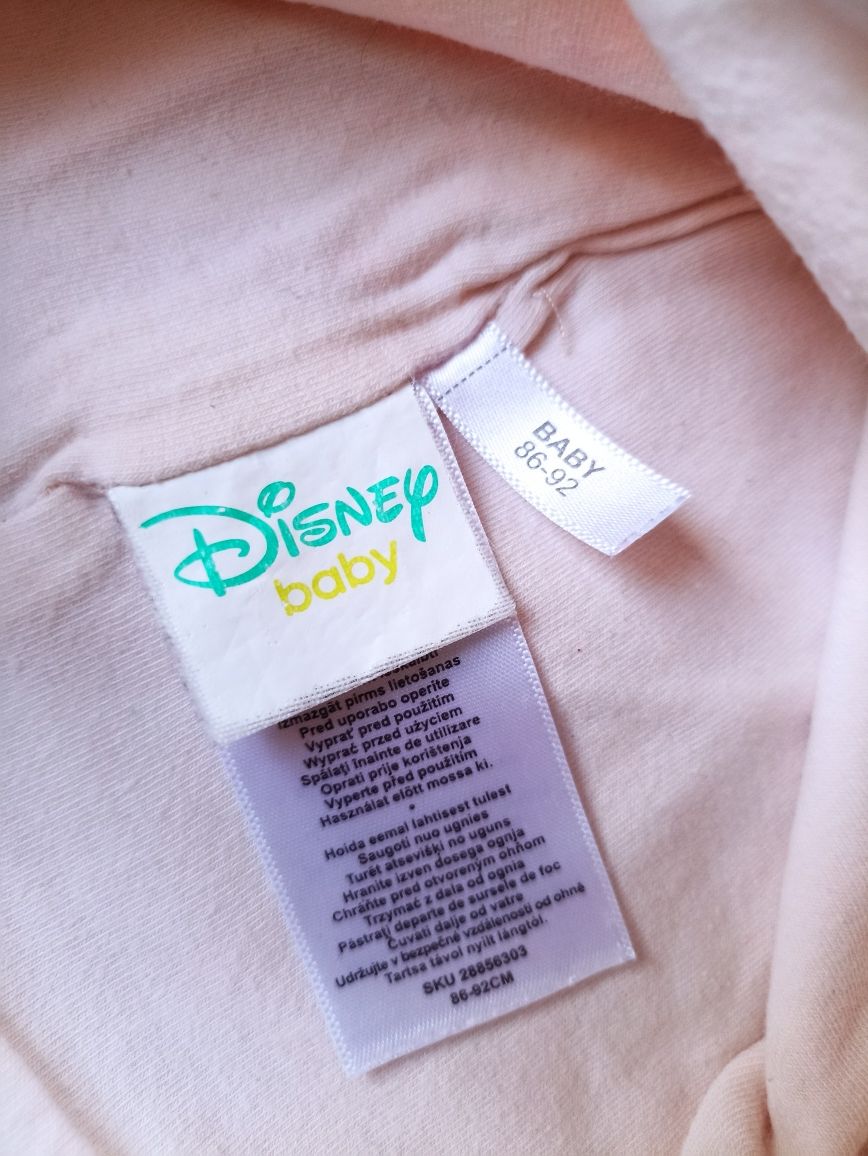 Disney
baby
BABY
86-92
Izmazgāt pirms lietošanas
Pred uporabo operite
Vyprať pred použitím
Wyprać przed użyciem
Spălaţi înainte de utilizare
Oprati prije korištenja
Vyperte před použitím
Használat előtt mossa ki.
•
Hoida eemal lahtisest tulest
Saugoti nuo ugnies
Turēt atsevišķi no uguns
Hranite izven dosega ognja
Chráňte pred otvoreným ohňom
Trzymać z dala od ognia
Păstraţi departe de sursele de foc
Čuvati dalje od vatre
Udržujte v bezpečné vzdálenosti od ohně
Tartsa távol nyílt lángtól.
SKU 28856303
86-92CM